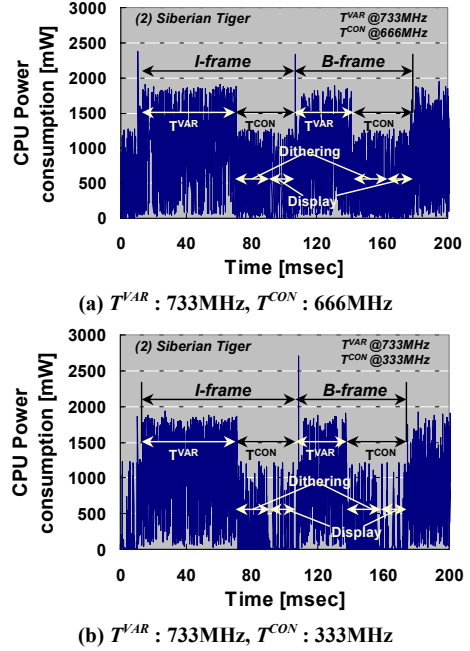 (2) Siberian Tiger
T^VAR @733MHz
T^CON @666MHz
CPU Power
consumption [mW]
3000
2500
2000
1500
1000
500
0
I-frame
B-frame
T^VAR
T^CON
T^VAR
T^CON
Dithering
Display
0
40
80
120
160
200
Time [msec]
(a) T^VAR : 733MHz, T^CON : 666MHz
(2) Siberian Tiger
T^VAR @733MHz
T^CON @333MHz
CPU Power
consumption [mW]
3000
2500
2000
1500
1000
500
0
I-frame
B-frame
T^VAR
T^CON
T^VAR
T^CON
Dithering
Display
0
40
80
120
160
200
Time [msec]
(b) T^VAR : 733MHz, T^CON : 333MHz